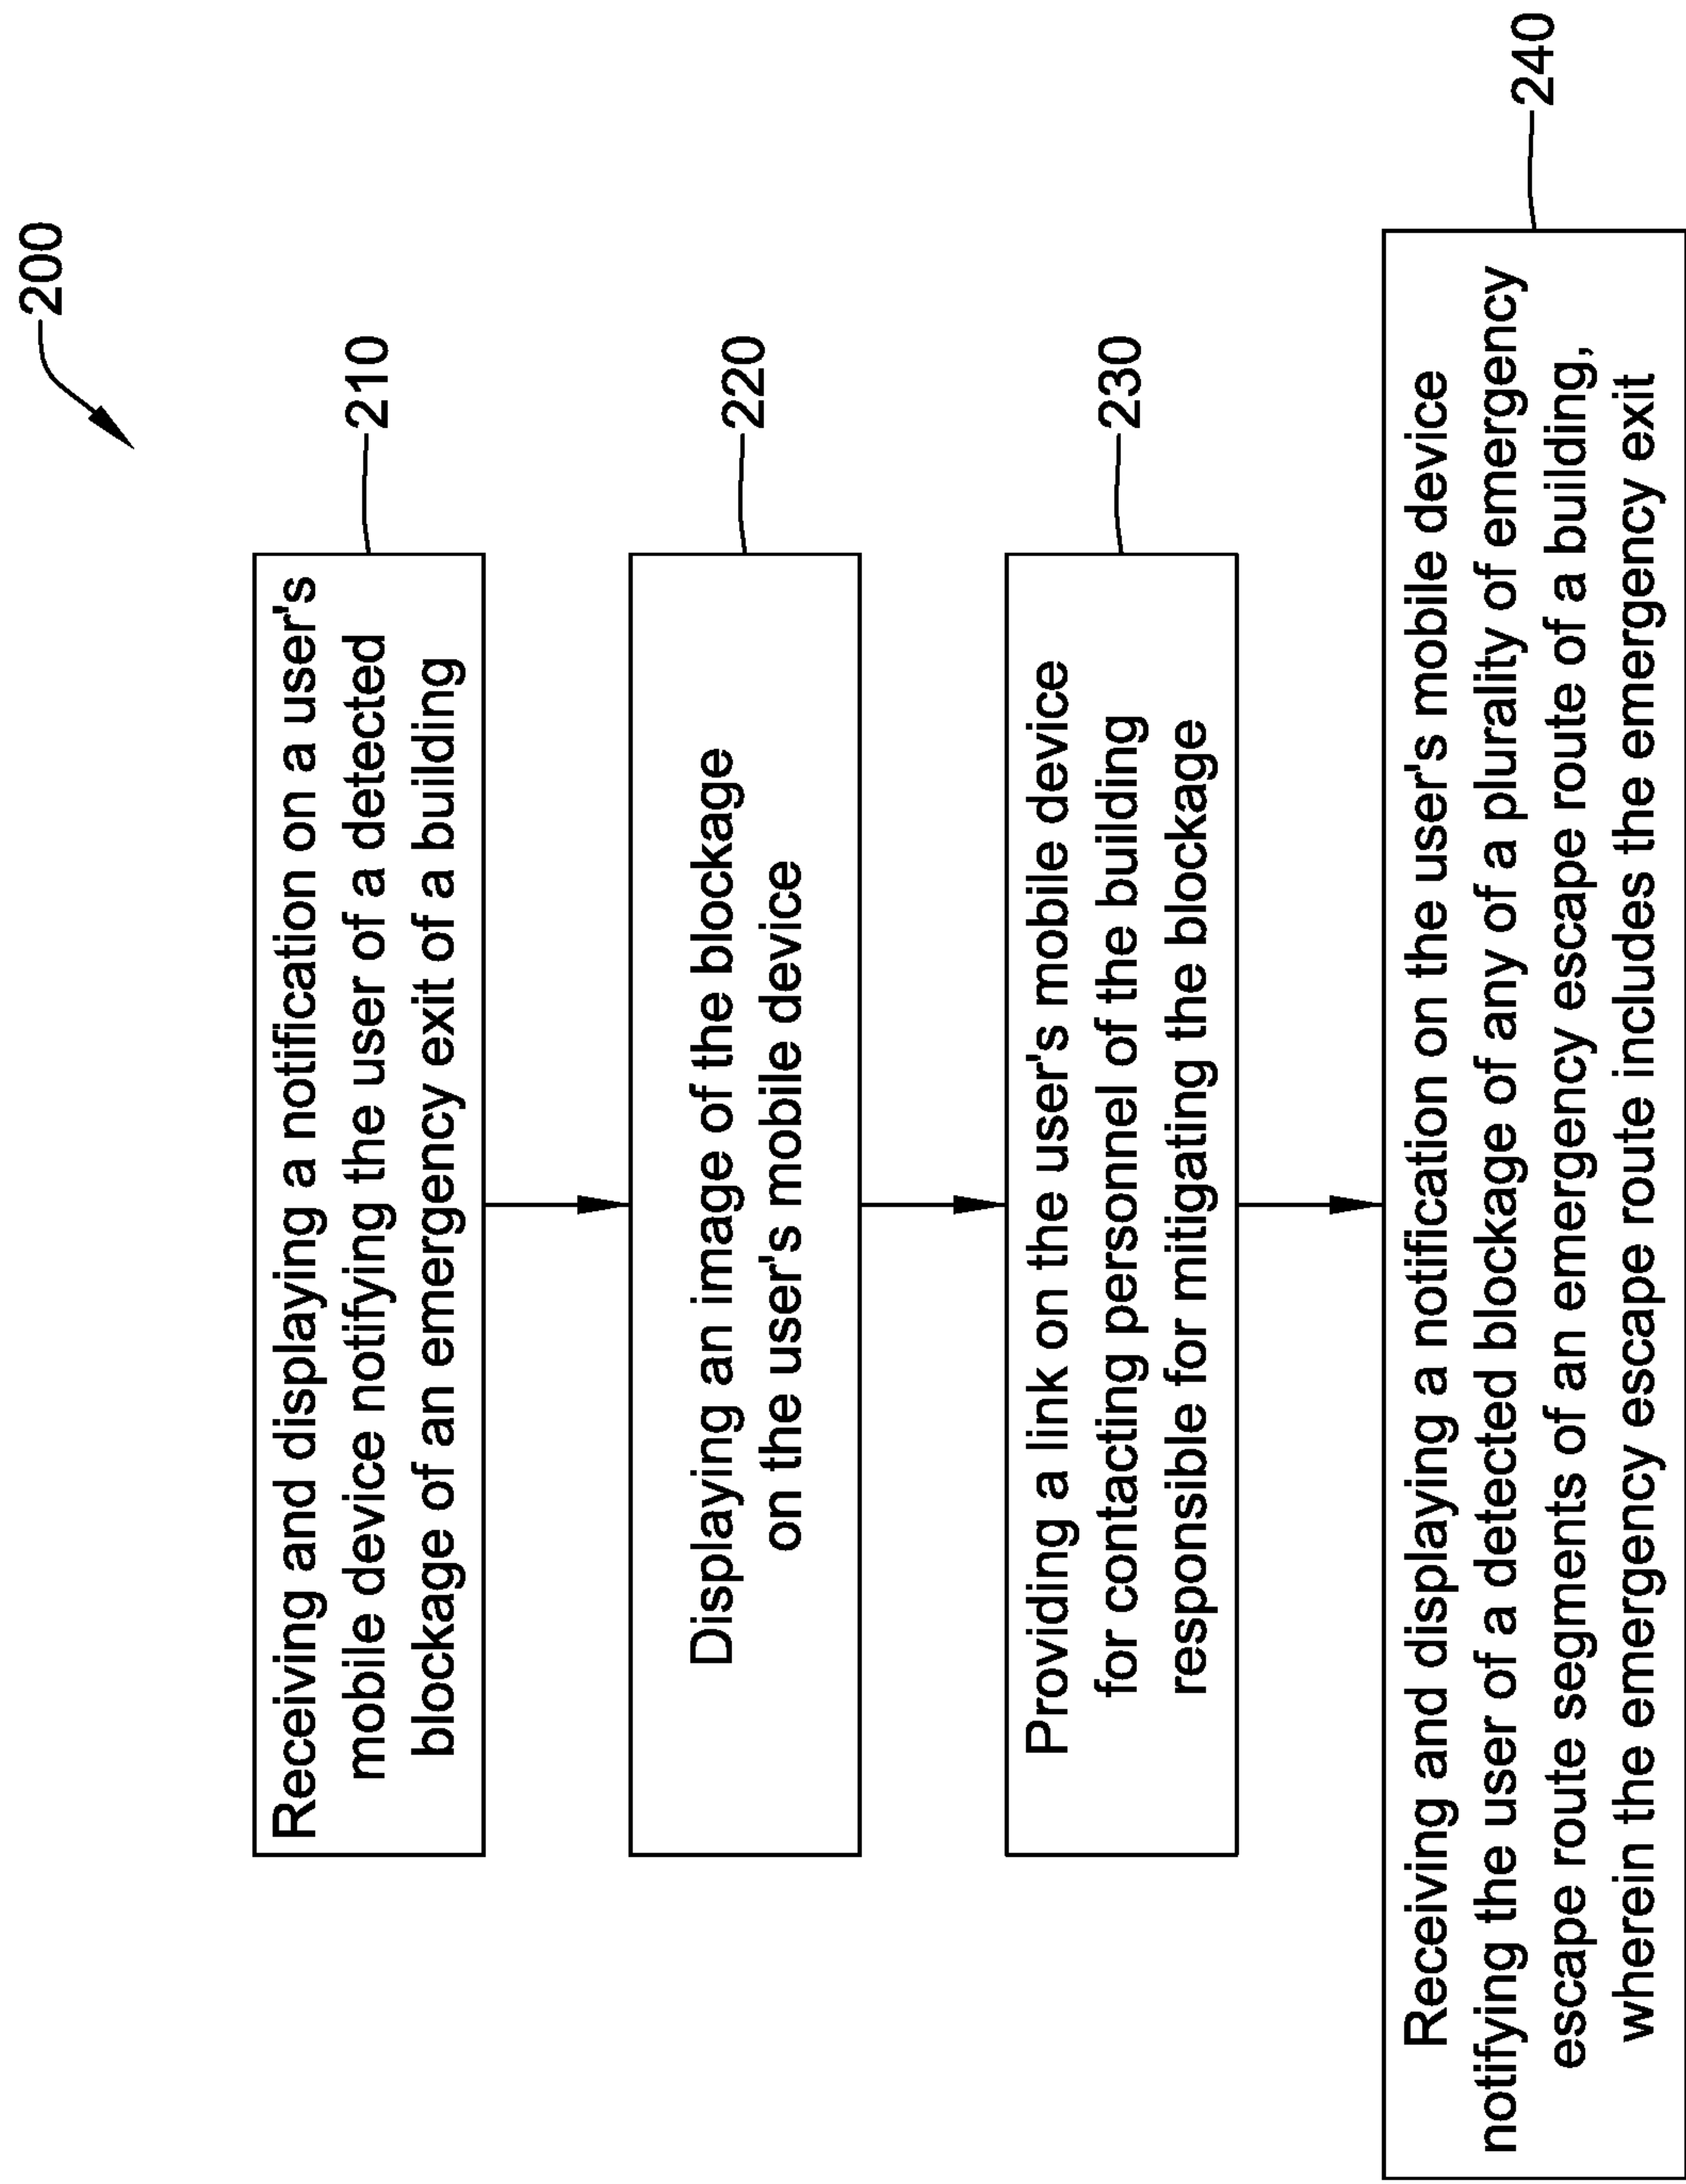 200
210
Receiving and displaying a notification on a user's
mobile device notifying the user of a detected
blockage of an emergency exit of a building
220
Displaying an image of the blockage
on the user's mobile device
230
Providing a link on the user's mobile device
for contacting personnel of the building
responsible for mitigating the blockage
240
Receiving and displaying a notification on the user's mobile device
notifying the user of a detected blockage of any of a plurality of emergency
escape route segments of an emergency escape route of a building,
wherein the emergency escape route includes the emergency exit